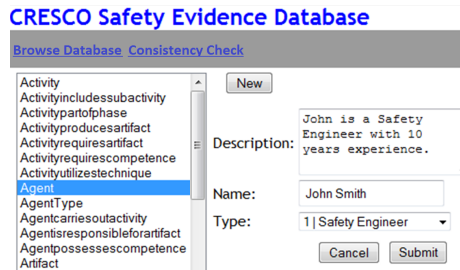 CRESCO Safety Evidence Database
Browse Database Consistency Check
Activity
Activityincludessubactivity
Activitypartofphase
Activityproducesartifact
Activityrequiresartifact
Activityrequirescompetence
Activityutilizestechnique
Agent
AgentType
Agentcarriesoutactivity
Agentisresponsibleforartifact
Agentpossessescompetence
Artifact
New
Description:
John is a Safety
Engineer with 10
years experience.
Name:
John Smith
Type:
1| Safety Engineer
Cancel
Submit